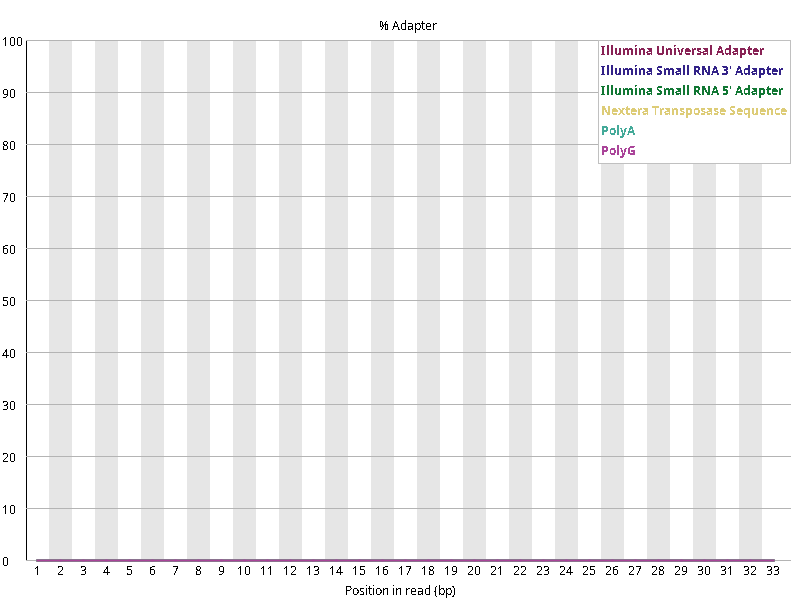 % Adapter
100
90
80
70
60
50
40
30
20
10
0
Illumina Universal Adapter
Illumina Small RNA 3' Adapter
Illumina Small RNA 5' Adapter
Nextera Transposase Sequence
PolyA
PolyG
1 2 3 4 5 6 7 8 9 10 11 12 13 14 15 16 17 18 19 20 21 22 23 24 25 26 27 28 29 30 31 32 33
Position in read (bp)